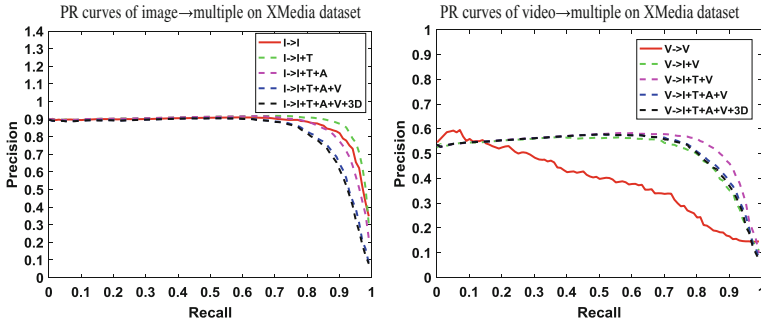 PR curves of image→multiple on XMedia dataset
1.4
1.3
1.2
1.1
1
0.9
0.8
0.7
0.6
0.5
0.4
0.3
0.2
0.1
0
Precision
I->I
I->I+T
I->I+T+A
I->I+T+A+V
I->I+T+A+V+3D
0 0.1 0.2 0.3 0.4 0.5 0.6 0.7 0.8 0.9 1
Recall
PR curves of video→multiple on XMedia dataset
1
0.9
0.8
0.7
0.6
0.5
0.4
0.3
0.2
0.1
0
Precision
V->V
V->I+V
V->I+T+V
V->I+T+A+V
V->I+T+A+V+3D
0 0.1 0.2 0.3 0.4 0.5 0.6 0.7 0.8 0.9 1
Recall